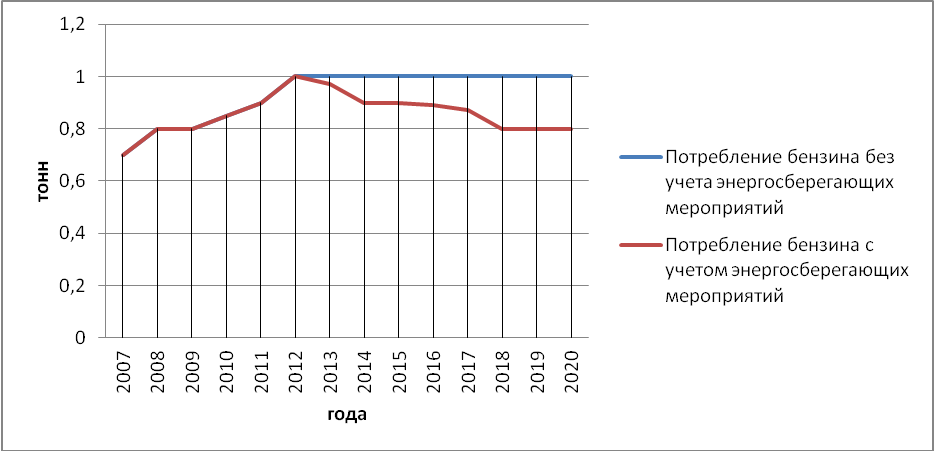 1,2
1
0,8
0,6
0,4
0,2
0
тонн
2007
2008
2009
2010
2011
2012
2013
2014
2015
2016
2017
2018
2019
2020
года
Потребление бензина без
учета энергосберегающих
мероприятий
Потребление бензина с
учетом энергосберегающих
мероприятий